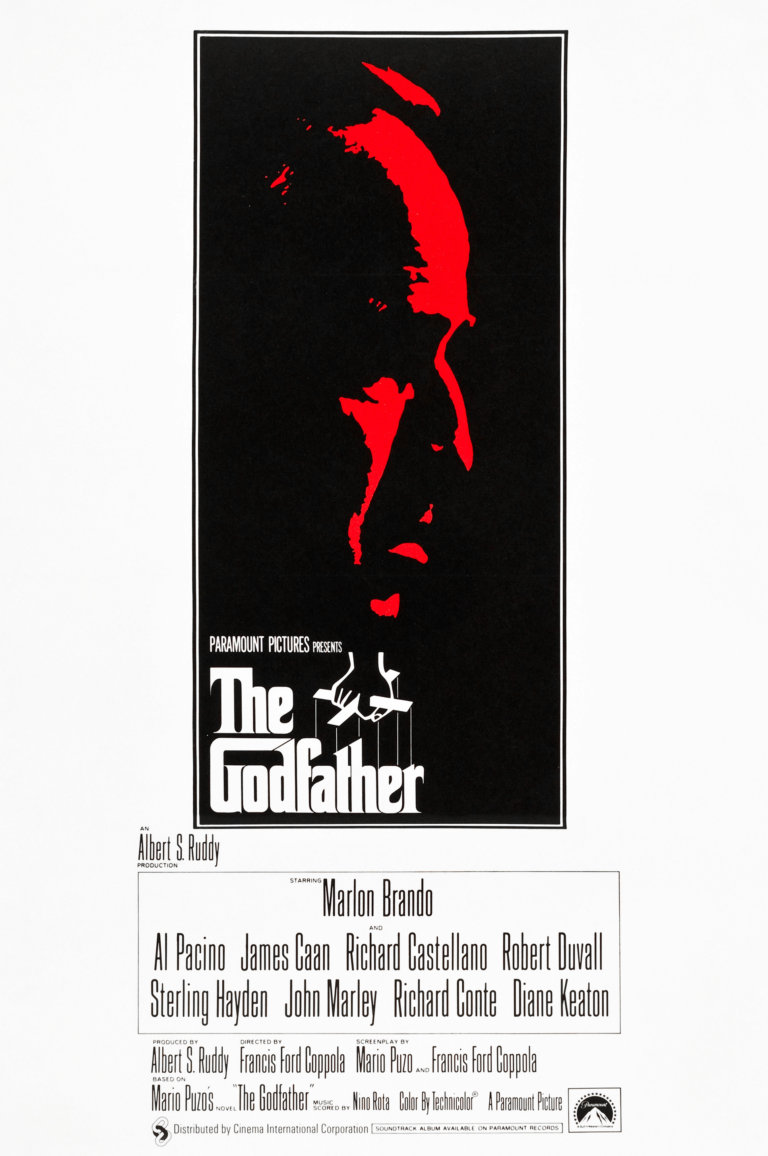 PARAMOUNT PICTURES PRESENTS
The
Godfather
AN
Albert S. Ruddy
PRODUCTION
STARRING Marlon Brando
AND
Al Pacino James Caan Richard Castellano Robert Duvall
Sterling Hayden John Marley Richard Conte Diane Keaton
PRODUCED BY DIRECTED BY SCREENPLAY BY
Albert S. Ruddy Francis Ford Coppola Mario Puzo AND Francis Ford Coppola
BASED ON
Mario Puzo's NOVEL "The Godfather" MUSIC SCORED BY Nino Rota Color By Technicolor® A Paramount Picture
Paramount
Distributed by Cinema International Corporation SOUNDTRACK ALBUM AVAILABLE ON PARAMOUNT RECORDS